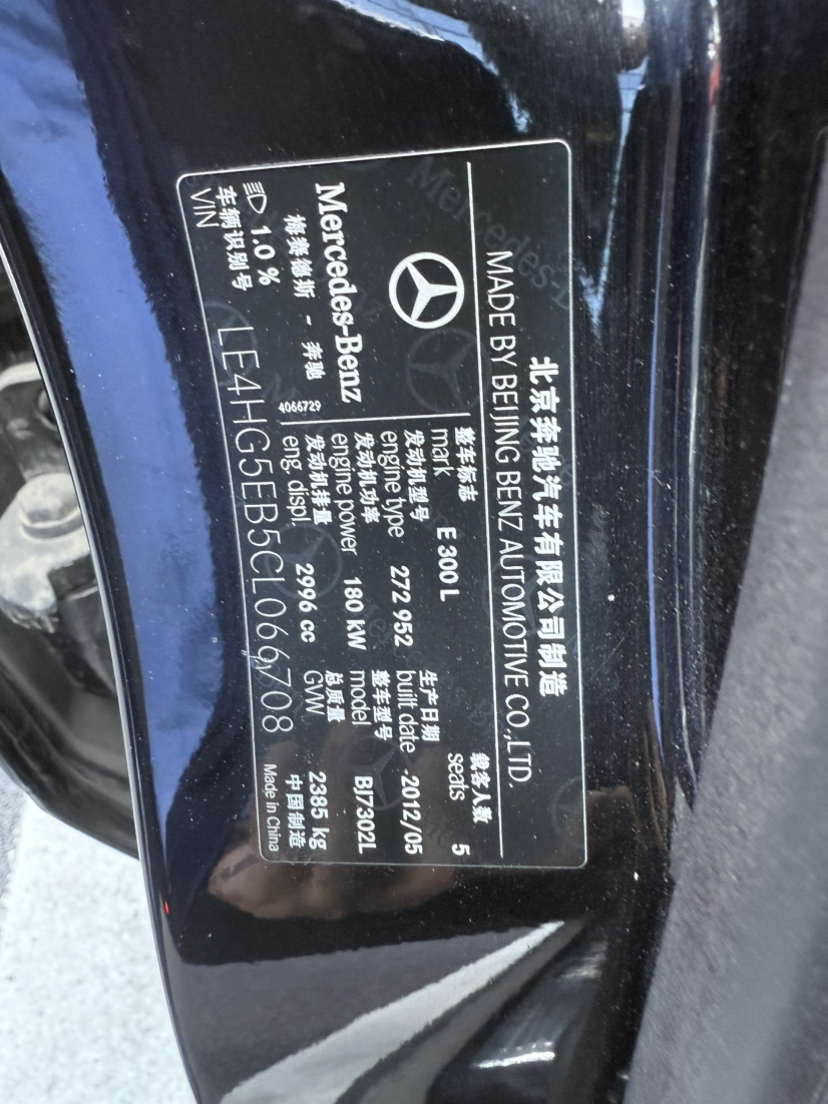 北京奔驰汽车有限公司制造
MADE BY BEIJING BENZ AUTOMOTIVE CO.,LTD.
Mercedes-Benz
梅赛德斯 - 奔驰
4066729
整车标志 mark E 300 L
载客人数 seats 5
发动机型号 engine type 272 952
生产日期 built date 2012/05
发动机功率 engine power 180 kW
整车型号 model BJ7302L
发动机排量 eng. displ 2996 cc
总质量 GVW 2385 kg
1.0 %
车辆识别号 VIN LE4HG5EB5CL066708
中国制造 Made in China